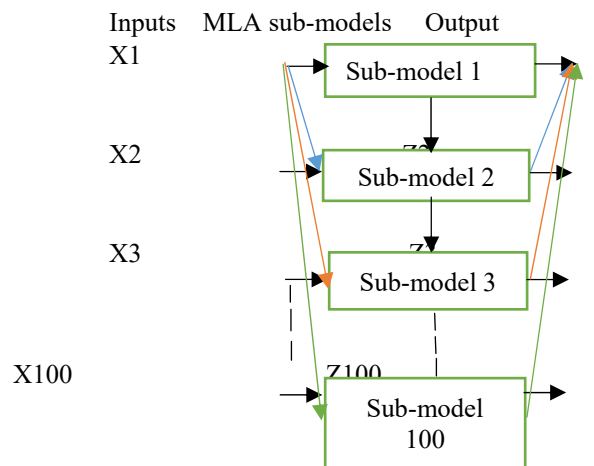 Inputs MLA sub-models Output
X1
Sub-model 1
X2
Sub-model 2
X3
Sub-model 3
X100
Z100
Sub-model
100